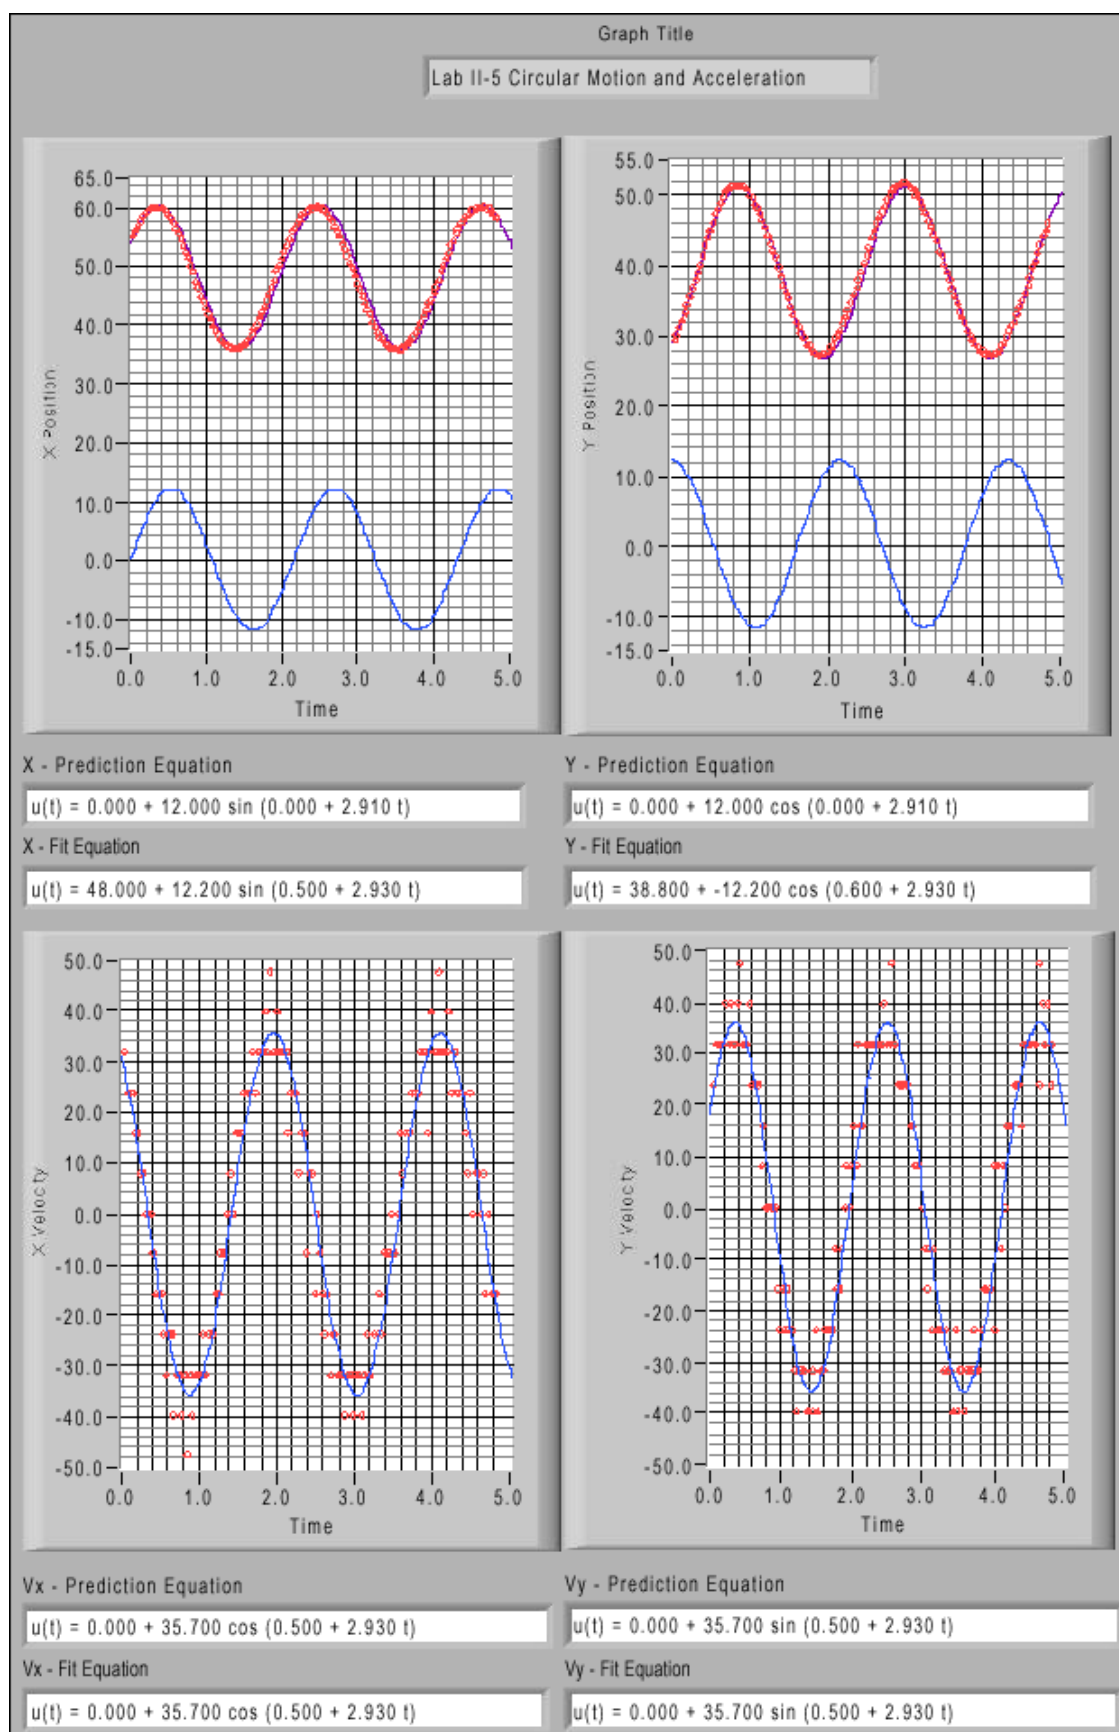 Graph Title
Lab II-5 Circular Motion and Acceleration
65.0
60.0
50.0
40.0
30.0
20.0
10.0
0.0
-10.0
-15.0
X Position
0.0 1.0 2.0 3.0 4.0 5.0
Time
55.0
50.0
40.0
30.0
20.0
10.0
0.0
-10.0
-15.0
Y Position
0.0 1.0 2.0 3.0 4.0 5.0
Time
X - Prediction Equation
u(t) = 0.000 + 12.000 sin (0.000 + 2.910 t)
X - Fit Equation
u(t) = 48.000 + 12.200 sin (0.500 + 2.930 t)
Y - Prediction Equation
u(t) = 0.000 + 12.000 cos (0.000 + 2.910 t)
Y - Fit Equation
u(t) = 38.800 + -12.200 cos (0.600 + 2.930 t)
50.0
40.0
30.0
20.0
10.0
0.0
-10.0
-20.0
-30.0
-40.0
-50.0
X Velocty
0.0 1.0 2.0 3.0 4.0 5.0
Time
50.0
40.0
30.0
20.0
10.0
0.0
-10.0
-20.0
-30.0
-40.0
-50.0
Y Velocty
0.0 1.0 2.0 3.0 4.0 5.0
Time
Vx - Prediction Equation
u(t) = 0.000 + 35.700 cos (0.500 + 2.930 t)
Vx - Fit Equation
u(t) = 0.000 + 35.700 cos (0.500 + 2.930 t)
Vy - Prediction Equation
u(t) = 0.000 + 35.700 sin (0.500 + 2.930 t)
Vy - Fit Equation
u(t) = 0.000 + 35.700 sin (0.500 + 2.930 t)